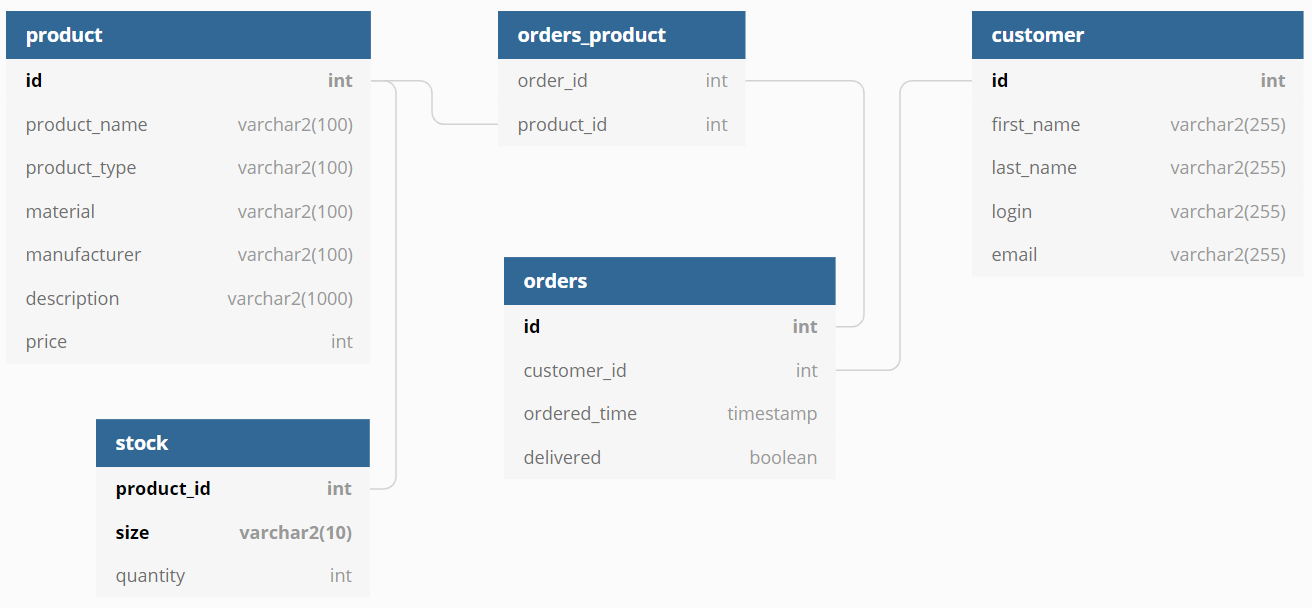 product
id int
product_name varchar2(100)
product_type varchar2(100)
material varchar2(100)
manufacturer varchar2(100)
description varchar2(1000)
price int
orders_product
order_id int
product_id int
customer
id int
first_name varchar2(255)
last_name varchar2(255)
login varchar2(255)
email varchar2(255)
orders
id int
customer_id int
ordered_time timestamp
delivered boolean
stock
product_id int
size varchar2(10)
quantity int